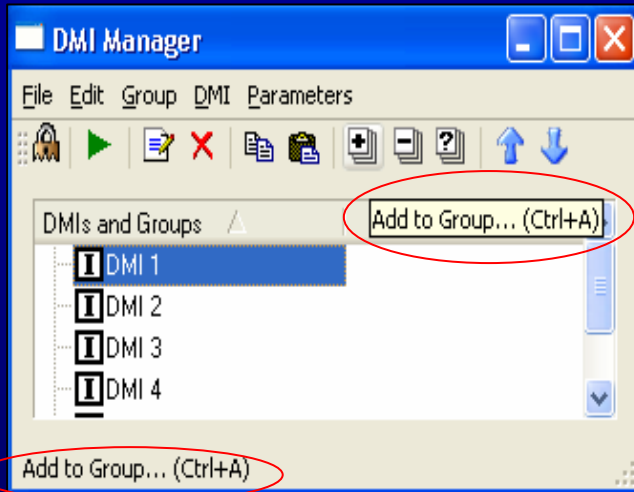 DMI Manager
File Edit Group DMI Parameters
DMIs and Groups
Add to Group... (Ctrl+A)
I DMI 1
I DMI 2
I DMI 3
I DMI 4
Add to Group... (Ctrl+A)